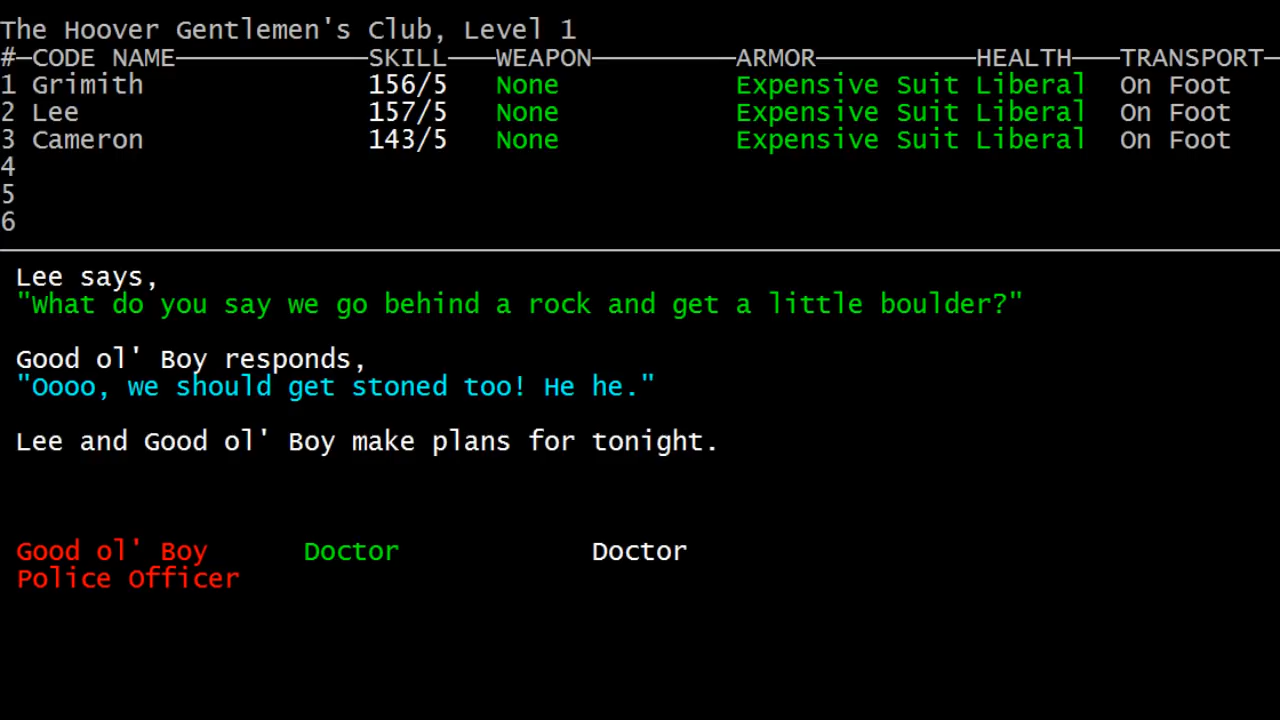 The Hoover Gentlemen's Club, Level 1
#—CODE NAME————————————SKILL———WEAPON—————————ARMOR——————————HEALTH———TRANSPORT—
1 Grimith 156/5 None Expensive Suit Liberal On Foot
2 Lee 157/5 None Expensive Suit Liberal On Foot
3 Cameron 143/5 None Expensive Suit Liberal On Foot
4
5
6
Lee says,
"What do you say we go behind a rock and get a little boulder?"
Good ol' Boy responds,
"Oooo, we should get stoned too! He he."
Lee and Good ol' Boy make plans for tonight.
Good ol' Boy Doctor Doctor
Police Officer